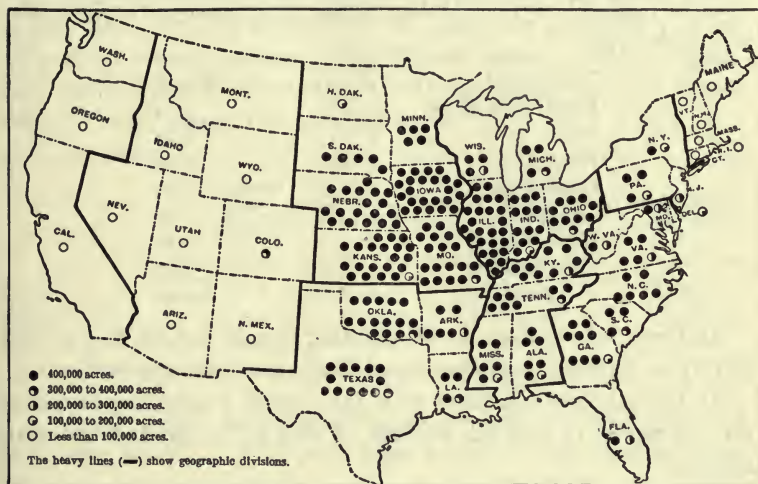 WASH.
MONT.
N. DAK.
MINN.
MAINE
OREGON
IDAHO
S. DAK.
WIS.
MICH.
N. Y.
VT.
N.H.
MASS.
R. I.
CT.
WYO.
NEBR.
IOWA
PA.
N.J.
NEV.
UTAH
COLO.
ILL.
IND.
OHIO
MD.
DEL.
CAL.
KANS.
MO.
KY.
W. VA.
VA.
ARIZ.
N. MEX.
OKLA.
ARK.
TENN.
N. C.
S. C.
TEXAS
LA.
MISS.
ALA.
GA.
FLA.
400,000 acres.
300,000 to 400,000 acres.
200,000 to 300,000 acres.
100,000 to 200,000 acres.
Less than 100,000 acres.
The heavy lines (━) show geographic divisions.